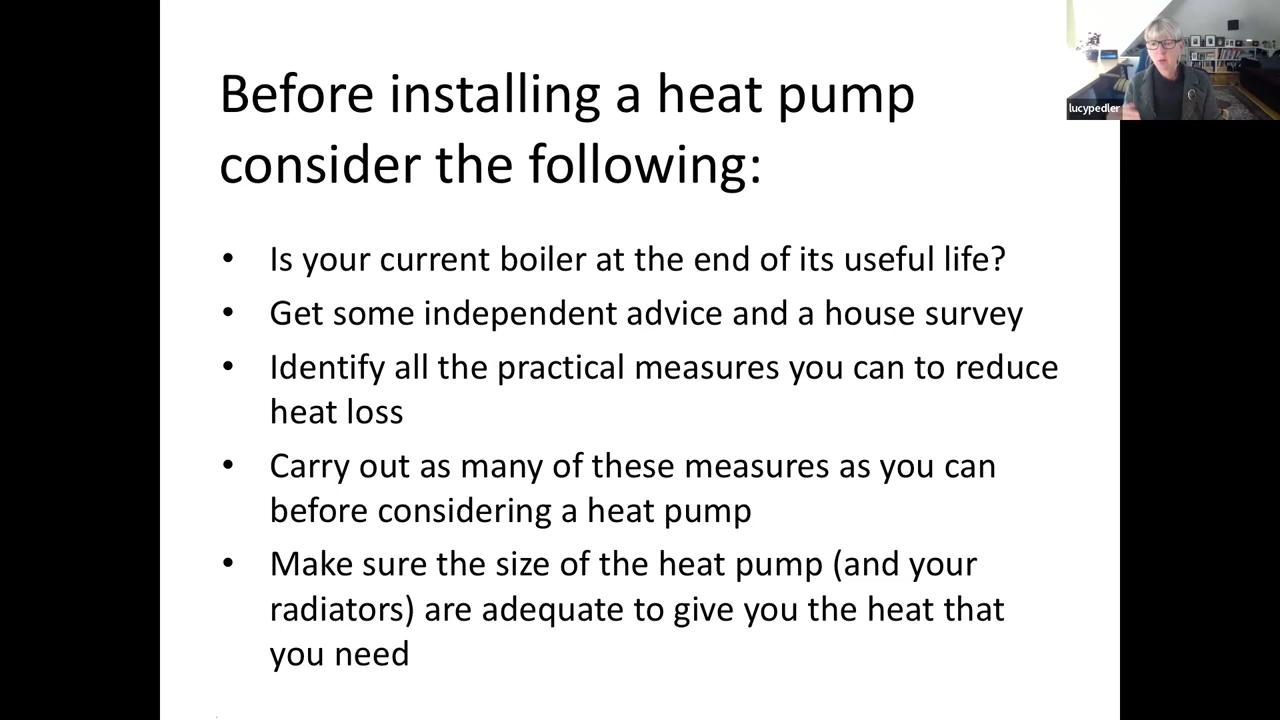 Before installing a heat pump
consider the following:
• Is your current boiler at the end of its useful life?
• Get some independent advice and a house survey
• Identify all the practical measures you can to reduce
heat loss
• Carry out as many of these measures as you can
before considering a heat pump
• Make sure the size of the heat pump (and your
radiators) are adequate to give you the heat that
you need
lucypedler